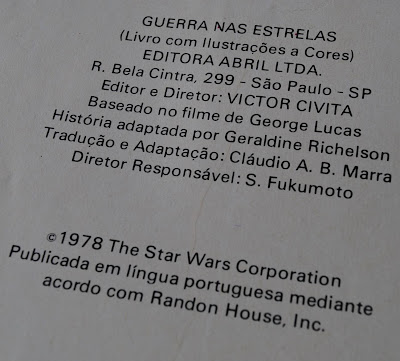 GUERRA NAS ESTRELAS
(Livro com Ilustrações a Cores)
EDITORA ABRIL LTDA.
R. Bela Cintra, 299 - São Paulo - SP
Editor e Diretor: VICTOR CIVITA
Baseado no filme de George Lucas
História adaptada por Geraldine Richelson
Tradução e Adaptação: Cláudio A. B. Marra
Diretor Responsável: S. Fukumoto
©1978 The Star Wars Corporation
Publicada em língua portuguesa mediante
acordo com Randon House, Inc.